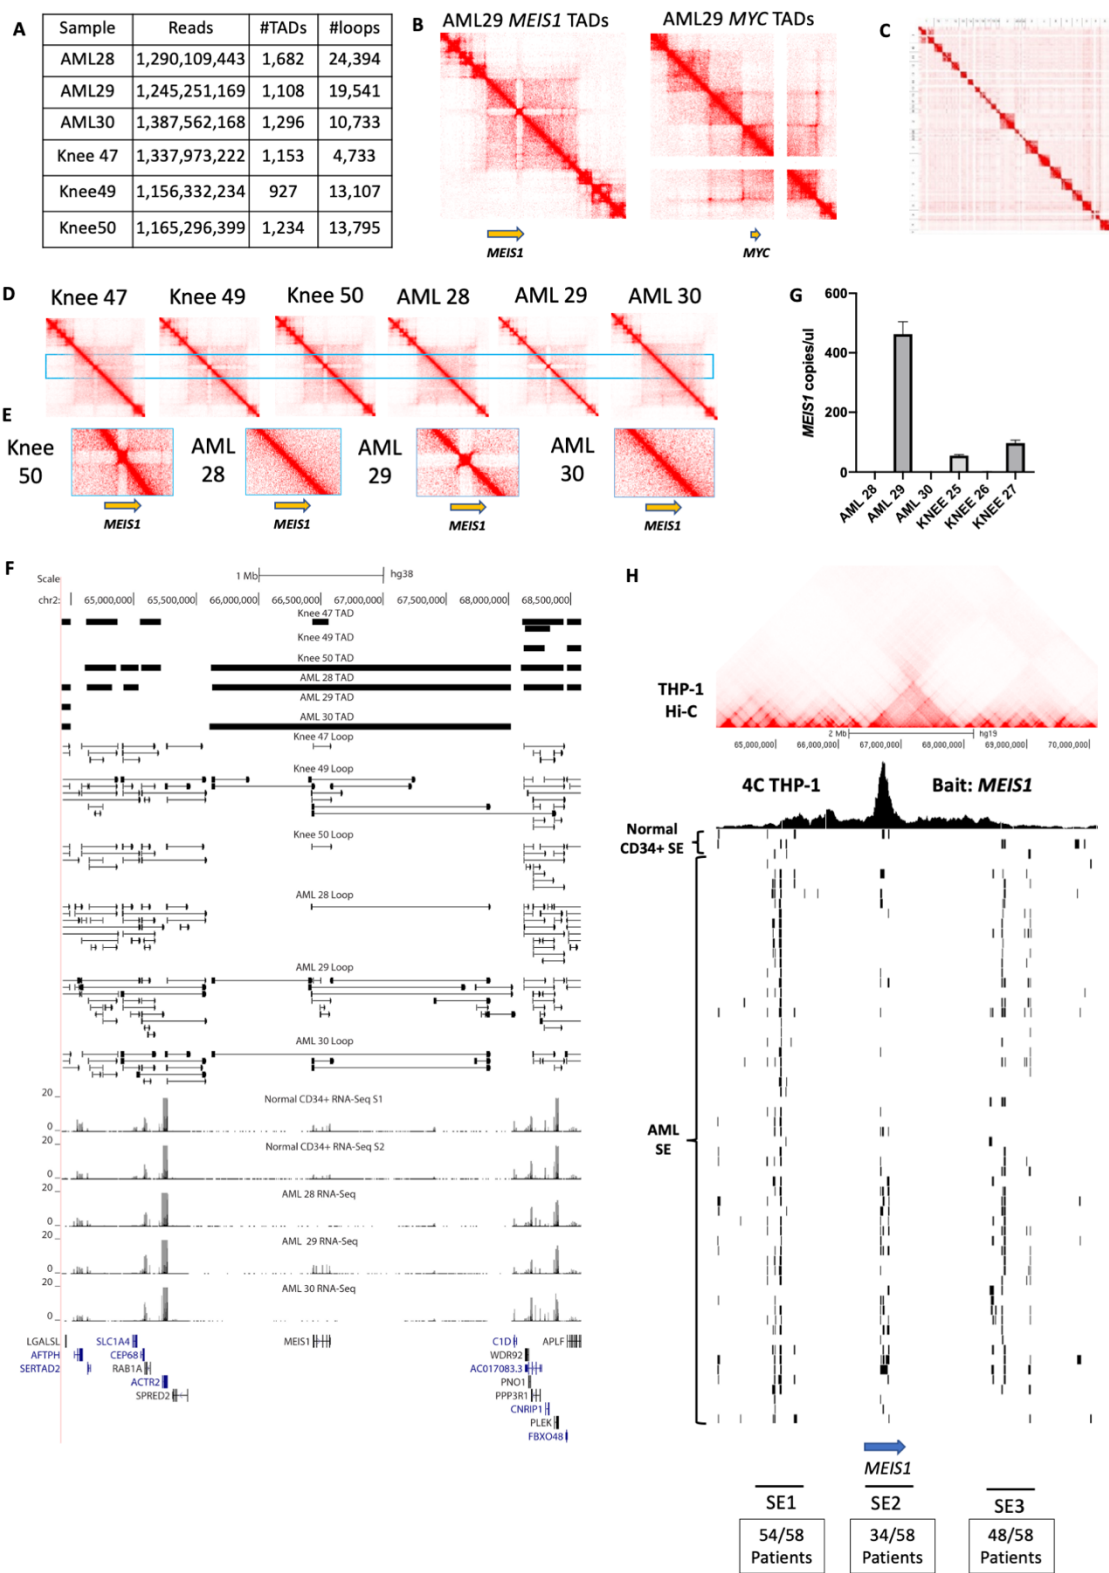 A
Sample Reads #TADs #loops
AML28 1,290,109,443 1,682 24,394
AML29 1,245,251,169 1,108 19,541
AML30 1,387,562,168 1,296 10,733
Knee 47 1,337,973,222 1,153 4,733
Knee49 1,156,332,234 927 13,107
Knee50 1,165,296,399 1,234 13,795
B
AML29 MEIS1 TADs AML29 MYC TADs
MEIS1 MYC
C
D
Knee 47 Knee 49 Knee 50 AML 28 AML 29 AML 30
E
Knee 50 AML 28 AML 29 AML 30
MEIS1 MEIS1 MEIS1 MEIS1
G
MEIS1 copies/ul
600
400
200
0
AML 28 AML 29 AML 30 KNEE 25 KNEE 26 KNEE 27
F
Scale 1 Mb hg38
chr2: 65,000,000 65,500,000 66,000,000 66,500,000 67,000,000 67,500,000 68,000,000 68,500,000
Knee 47 TAD
Knee 49 TAD
Knee 50 TAD
AML 28 TAD
AML 29 TAD
AML 30 TAD
Knee 47 Loop
Knee 49 Loop
Knee 50 Loop
AML 28 Loop
AML 29 Loop
AML 30 Loop
20
Normal CD34+ RNA-Seq S1
0
20
Normal CD34+ RNA-Seq S2
0
20
AML 28 RNA-Seq
0
20
AML 29 RNA-Seq
0
20
AML 30 RNA-Seq
0
LGALSL SLC1A4 MEIS1 C1D APLF
AFTPH CEP68 WDR92
SERTAD2 RAB1A AC017083.3
ACTR2 PNO1
SPRED2 PPP3R1
CNRIP1
PLEK
FBXO48
H
THP-1
Hi-C
2 Mb hg19
65,000,000 66,000,000 67,000,000 68,000,000 69,000,000 70,000,000
4C THP-1 Bait: MEIS1
Normal
CD34+ SE
AML
SE
MEIS1
SE1 SE2 SE3
54/58 34/58 48/58
Patients Patients Patients